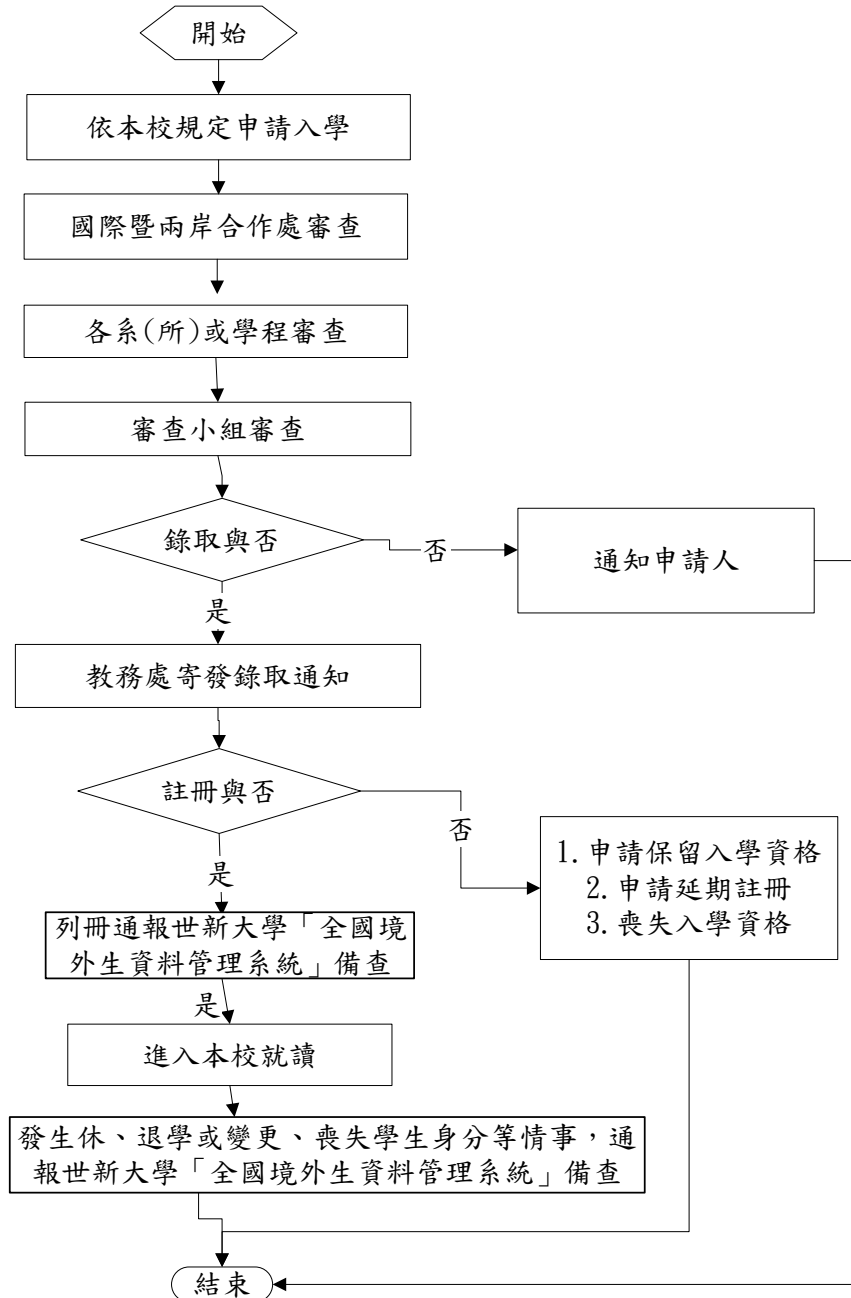 開始
依本校規定申請入學
國際暨兩岸合作處審查
各系(所)或學程審查
審查小組審查
錄取與否
否
通知申請人
是
教務處寄發錄取通知
註冊與否
否
1. 申請保留入學資格
2. 申請延期註冊
3. 喪失入學資格
是
列冊通報世新大學「全國境
外生資料管理系統」備查
是
進入本校就讀
發生休、退學或變更、喪失學生身分等情事，通
報世新大學「全國境外生資料管理系統」備查
結束